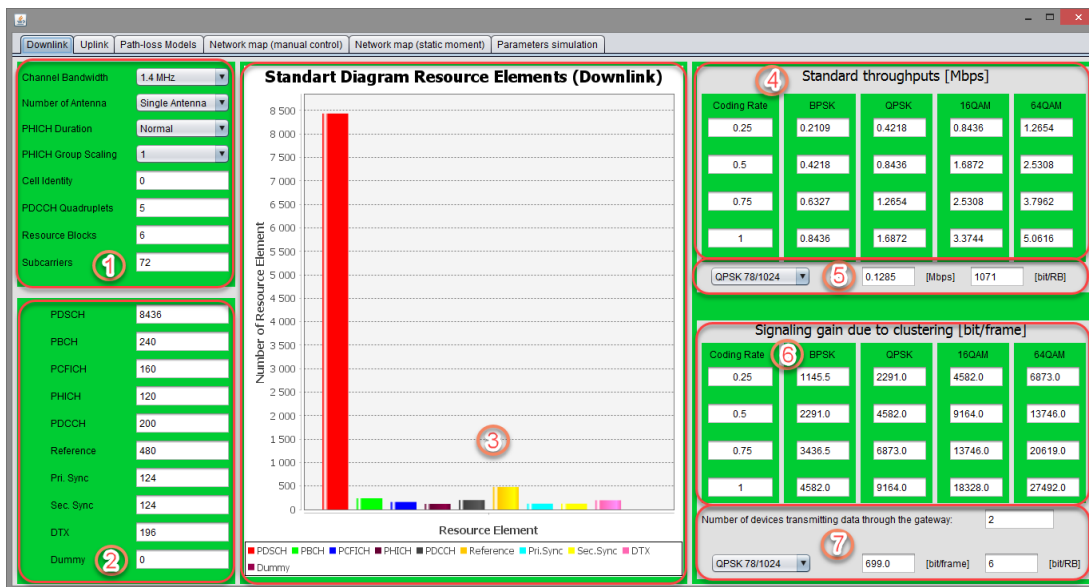 Downlink Uplink Path-loss Models Network map (manual control) Network map (static moment) Parameters simulation
Channel Bandwidth 1.4 MHz
Number of Antenna Single Antenna
PHICH Duration Normal
PHICH Group Scaling 1
Cell Identity 0
PDCCH Quadruplets 5
Resource Blocks 6
Subcarriers 72
1
PDSCH 8436
PBCH 240
PCFICH 160
PHICH 120
PDCCH 200
Reference 480
Pri. Sync 124
Sec. Sync 124
DTX 196
Dummy 0
2
Standart Diagram Resource Elements (Downlink)
Number of Resource Element
8 500
8 000
7 500
7 000
6 500
6 000
5 500
5 000
4 500
4 000
3 500
3 000
2 500
2 000
1 500
1 000
500
0
3
Resource Element
PDSCH PBCH PCFICH PHICH PDCCH Reference Pri.Sync Sec.Sync DTX
Dummy
4
Standard throughputs [Mbps]
Coding Rate BPSK QPSK 16QAM 64QAM
0.25 0.2109 0.4218 0.8436 1.2654
0.5 0.4218 0.8436 1.6872 2.5308
0.75 0.6327 1.2654 2.5308 3.7962
1 0.8436 1.6872 3.3744 5.0616
QPSK 78/1024 5 0.1285 [Mbps] 1071 [bit/RB]
Signaling gain due to clustering [bit/frame]
Coding Rate 6 BPSK QPSK 16QAM 64QAM
0.25 1145.5 2291.0 4582.0 6873.0
0.5 2291.0 4582.0 9164.0 13746.0
0.75 3436.5 6873.0 13746.0 20619.0
1 4582.0 9164.0 18328.0 27492.0
Number of devices transmitting data through the gateway: 2
7
QPSK 78/1024 699.0 [bit/frame] 6 [bit/RB]